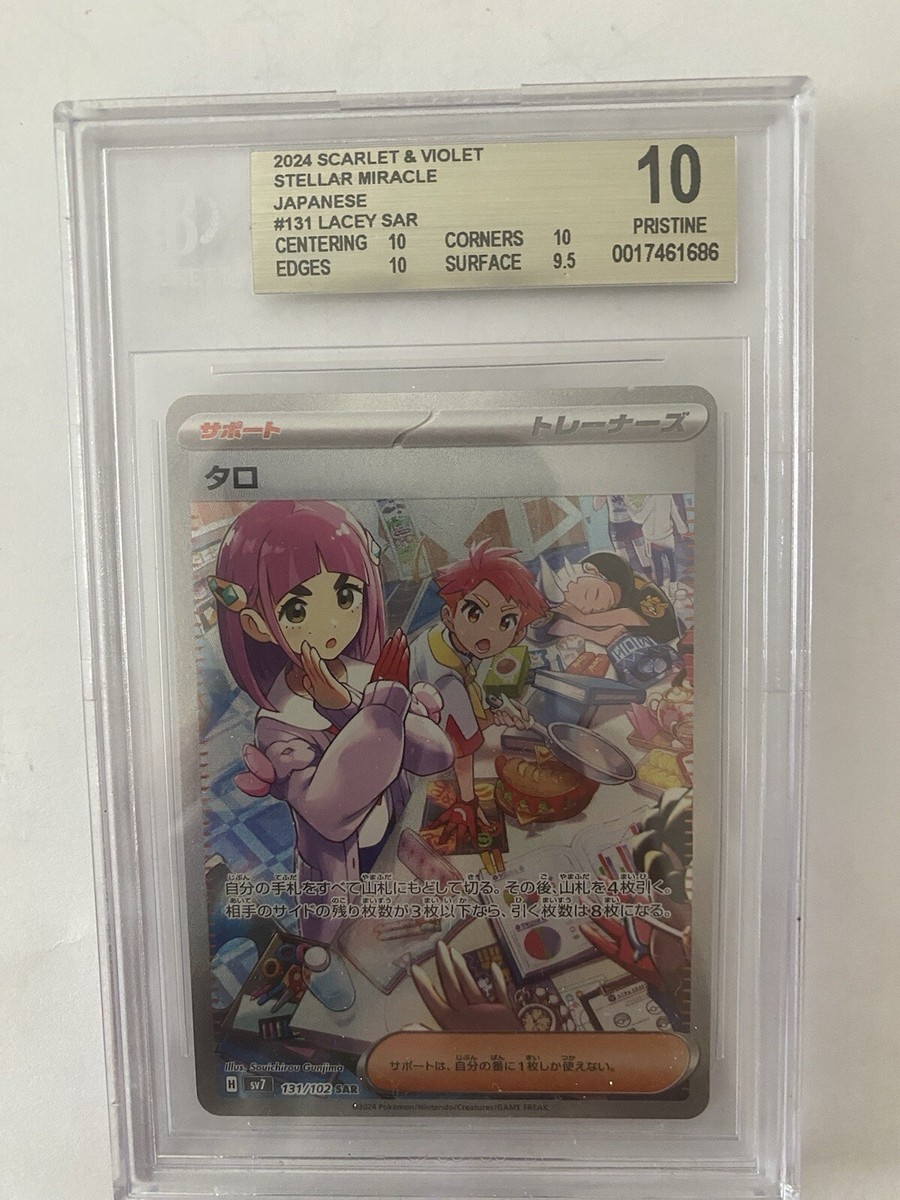 2024 SCARLET & VIOLET
STELLAR MIRACLE
JAPANESE
#131 LACEY SAR
CENTERING 10 CORNERS 10
EDGES 10 SURFACE 9.5
10
PRISTINE
0017461686
サポート トレーナーズ
タロ
自分の手札をすべて山札にもどして切る。その後、山札を4枚引く。
相手のサイドの残り枚数が3枚以下なら、引く枚数は8枚になる。
サポートは、自分の番に1枚しか使えない。
Illus. Souichirou Gunjima
H sv7 131/102 SAR
©2024 Pokémon/Nintendo/Creatures/GAME FREAK